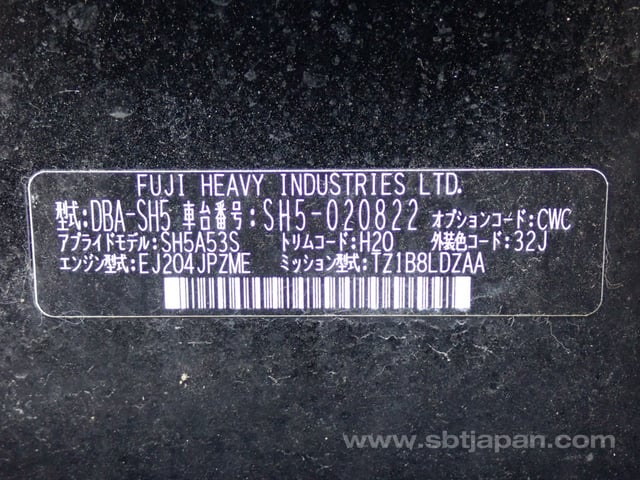 FUJI HEAVY INDUSTRIES LTD.
型式:DBA-SH5 車台番号:SH5-020822 オプションコード:CWC
アプライドモデル:SH5A53S トリムコード:H20 外装色コード:32J
エンジン型式:EJ204JPZME ミッション型式:TZ1B8LDZAA
www.sbtjapan.com